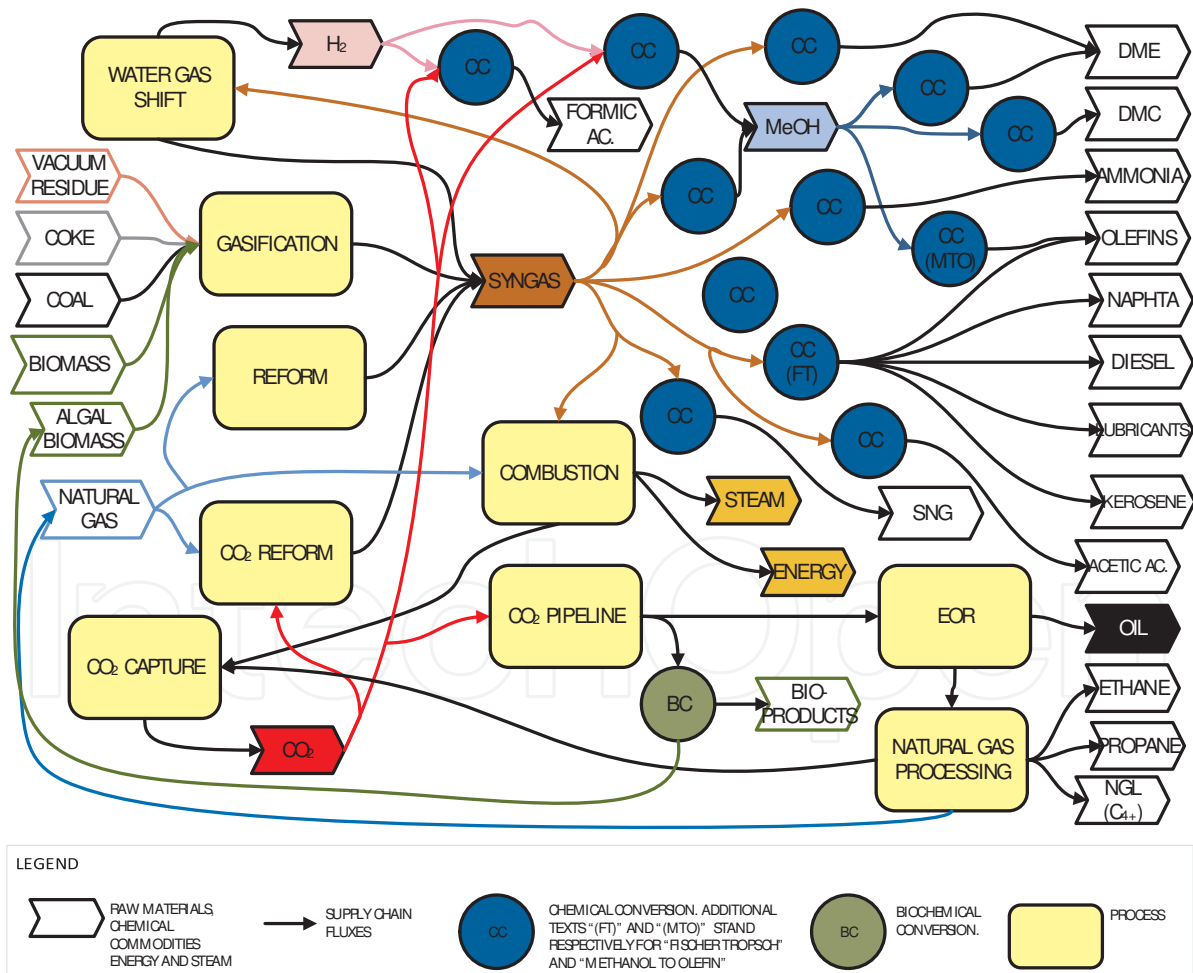 H₂
CC
CC
CC
DME
WATER GAS
SHIFT
CC
FORMIC
AC.
MeOH
CC
DMC
VACUUM
RESIDUE
CC
CC
AMMONIA
COKE
GASIFICATION
CC
(MTO)
OLEFINS
COAL
SYNGAS
CC
NAPHTA
BIOMASS
REFORM
CC
(FT)
DIESEL
ALGAL
BIOMASS
CC
CC
LUBRICANTS
NATURAL
GAS
COMBUSTION
STEAM
SNG
KEROSENE
CO₂ REFORM
ENERGY
ACETIC AC.
CO₂ PIPELINE
EOR
OIL
CO₂ CAPTURE
BC
BIO-
PRODUCTS
ETHANE
CO₂
NATURAL GAS
PROCESSING
PROPANE
NGL
(C₄₊)
IntechOpen
LEGEND
RAW MATERIALS,
CHEMICAL
COMMODITIES
ENERGY AND STEAM
SUPPLY CHAIN
FLUXES
CC
CHEMICAL CONVERSION. ADDITIONAL
TEXTS "(FT)" AND "(MTO)" STAND
RESPECTIVELY FOR "FISCHER TROPSCH"
AND "METHANOL TO OLEFIN"
BC
BIOCHEMICAL
CONVERSION.
PROCESS